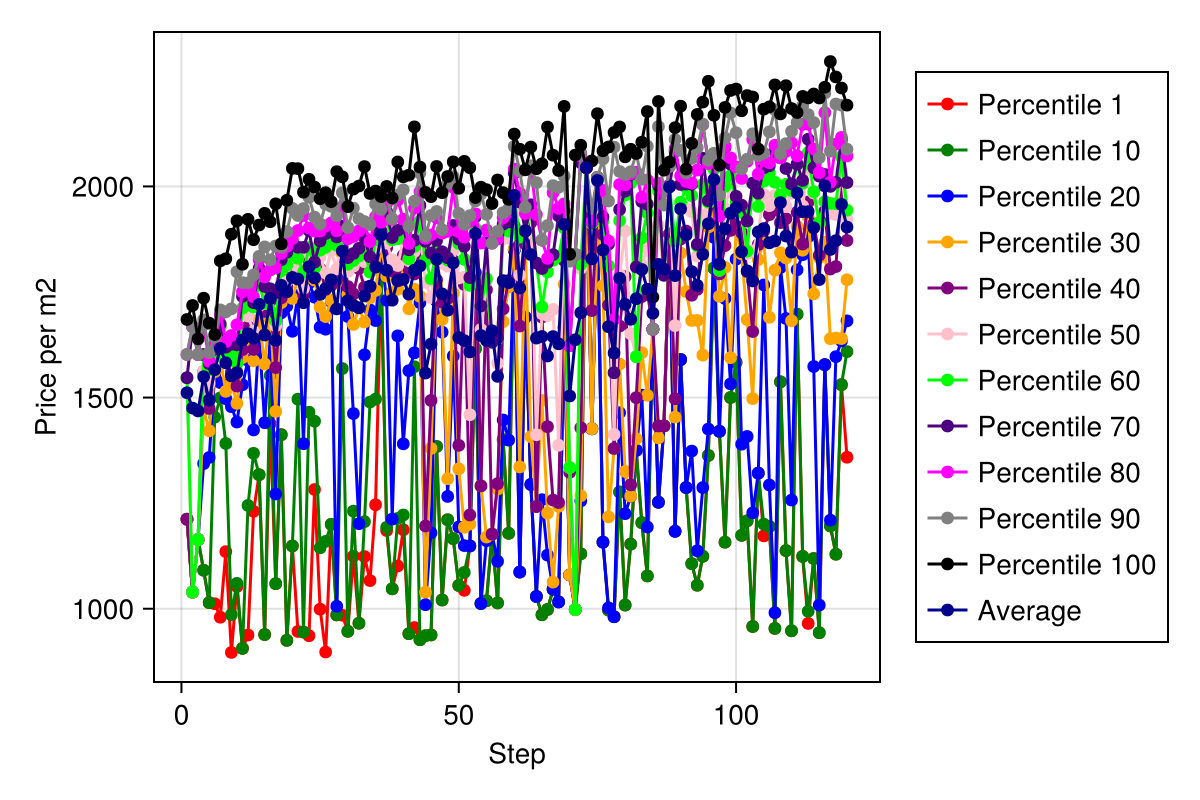 2000
1500
1000
0
50
100
Step
Price per m2
Percentile 1
Percentile 10
Percentile 20
Percentile 30
Percentile 40
Percentile 50
Percentile 60
Percentile 70
Percentile 80
Percentile 90
Percentile 100
Average